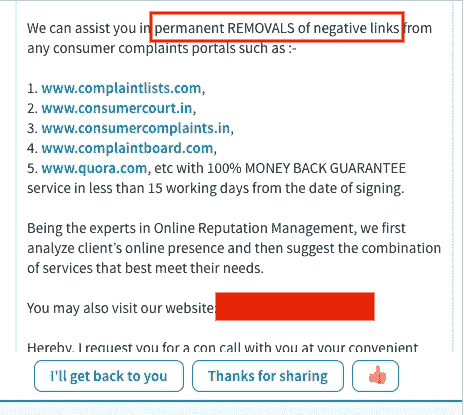 We can assist you in permanent REMOVALS of negative links from
any consumer complaints portals such as :-
1. www.complaintlists.com,
2. www.consumercourt.in,
3. www.consumercomplaints.in,
4. www.complaintboard.com,
5. www.quora.com, etc with 100% MONEY BACK GUARANTEE
service in less than 15 working days from the date of signing.
Being the experts in Online Reputation Management, we first
analyze client's online presence and then suggest the combination
of services that best meet their needs.
You may also visit our website:
Hereby, I request you for a con call with you at your convenient
I'll get back to you
Thanks for sharing